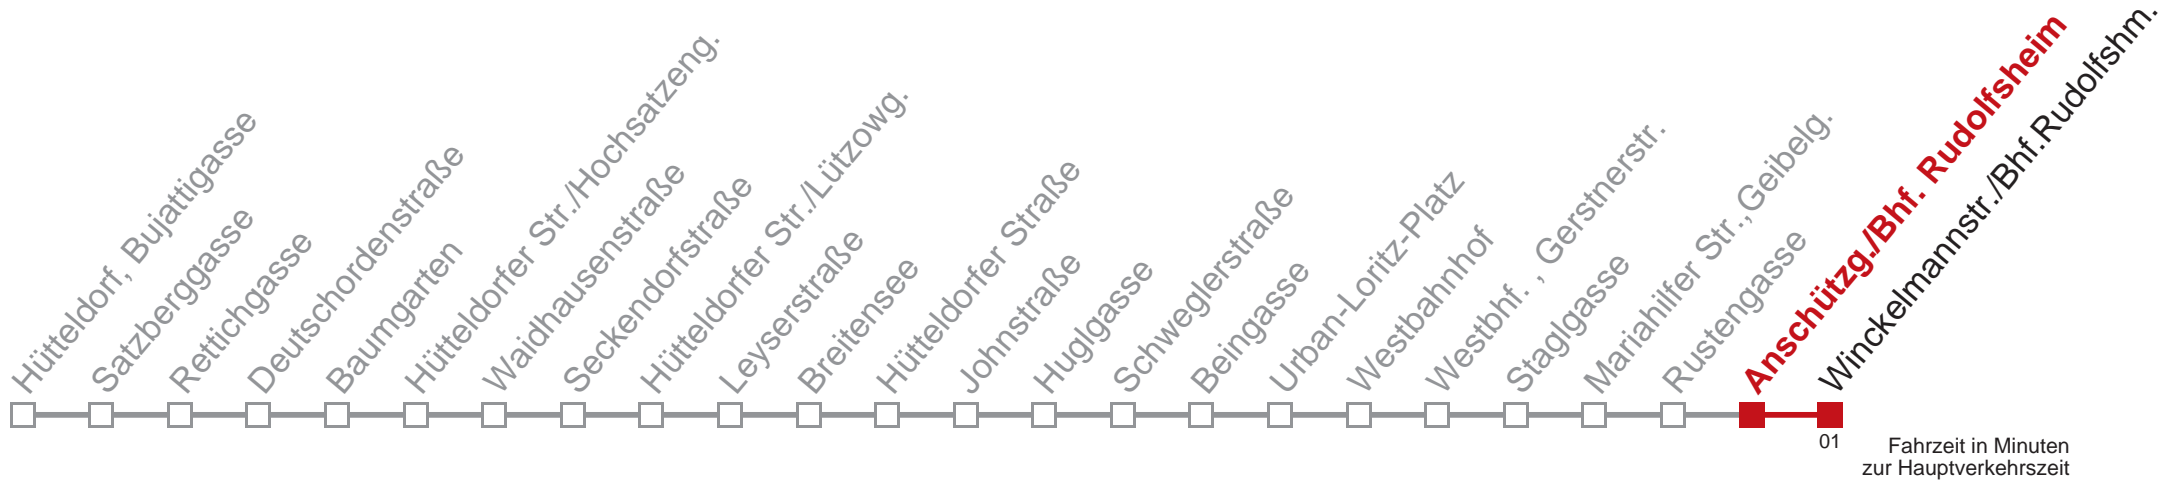 Hütteldorf, Bujattigasse
Satzberggasse
Rettichgasse
Deutschordenstraße
Baumgarten
Hütteldorfer Str./Hochsatzeng.
Waidhausenstraße
Seckendorfstraße
Hütteldorfer Str./Lützowg.
Leyserstraße
Breitensee
Hütteldorfer Straße
Johnstraße
Huglgasse
Schweglerstraße
Beingasse
Urban-Loritz-Platz
Westbahnhof
Westbhf. , Gerstnerstr.
Staglgasse
Mariahilfer Str.,Geibelg.
Rustengasse
Anschützg./Bhf. Rudolfsheim
Winckelmannstr./Bhf.Rudolfshm.
01
Fahrzeit in Minuten
zur Hauptverkehrszeit